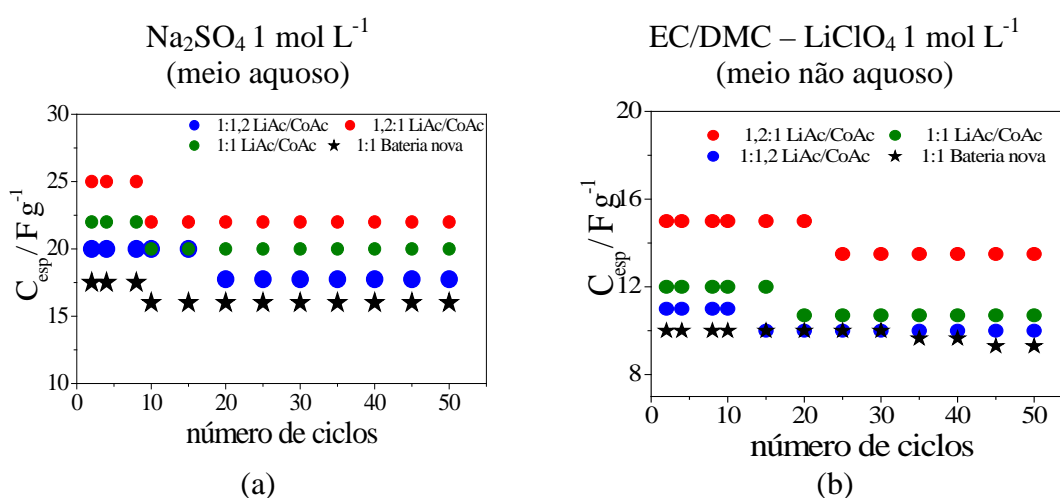 Na₂SO₄ 1 mol L⁻¹
(meio aquoso)
30
25
20
15
10
C_esp / F g⁻¹
1:1,2 LiAc/CoAc
1,2:1 LiAc/CoAc
1:1 LiAc/CoAc
1:1 Bateria nova
0 10 20 30 40 50
número de ciclos
(a)
EC/DMC – LiClO₄ 1 mol L⁻¹
(meio não aquoso)
20
16
12
8
C_esp / F g⁻¹
1,2:1 LiAc/CoAc
1:1 LiAc/CoAc
1:1,2 LiAc/CoAc
1:1 Bateria nova
0 10 20 30 40 50
número de ciclos
(b)